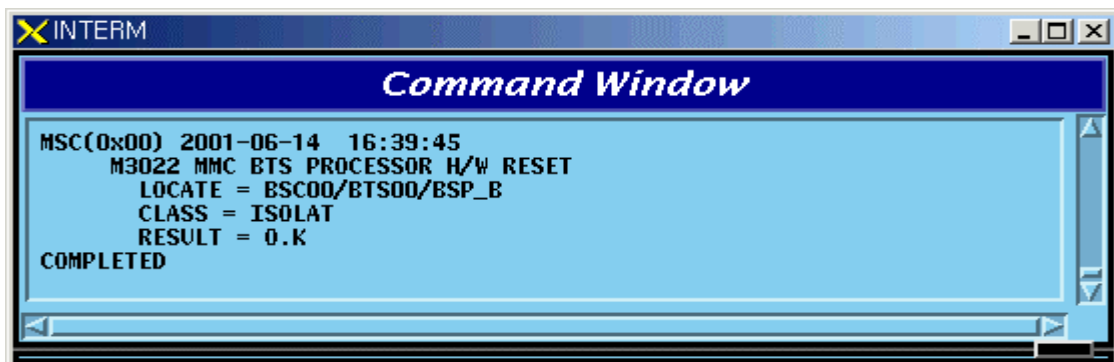 INTERM
Command Window
MSC(0x00) 2001-06-14 16:39:45
M3022 MMC BTS PROCESSOR H/W RESET
LOCATE = BSC00/BTS00/BSP_B
CLASS = ISOLAT
RESULT = O.K
COMPLETED